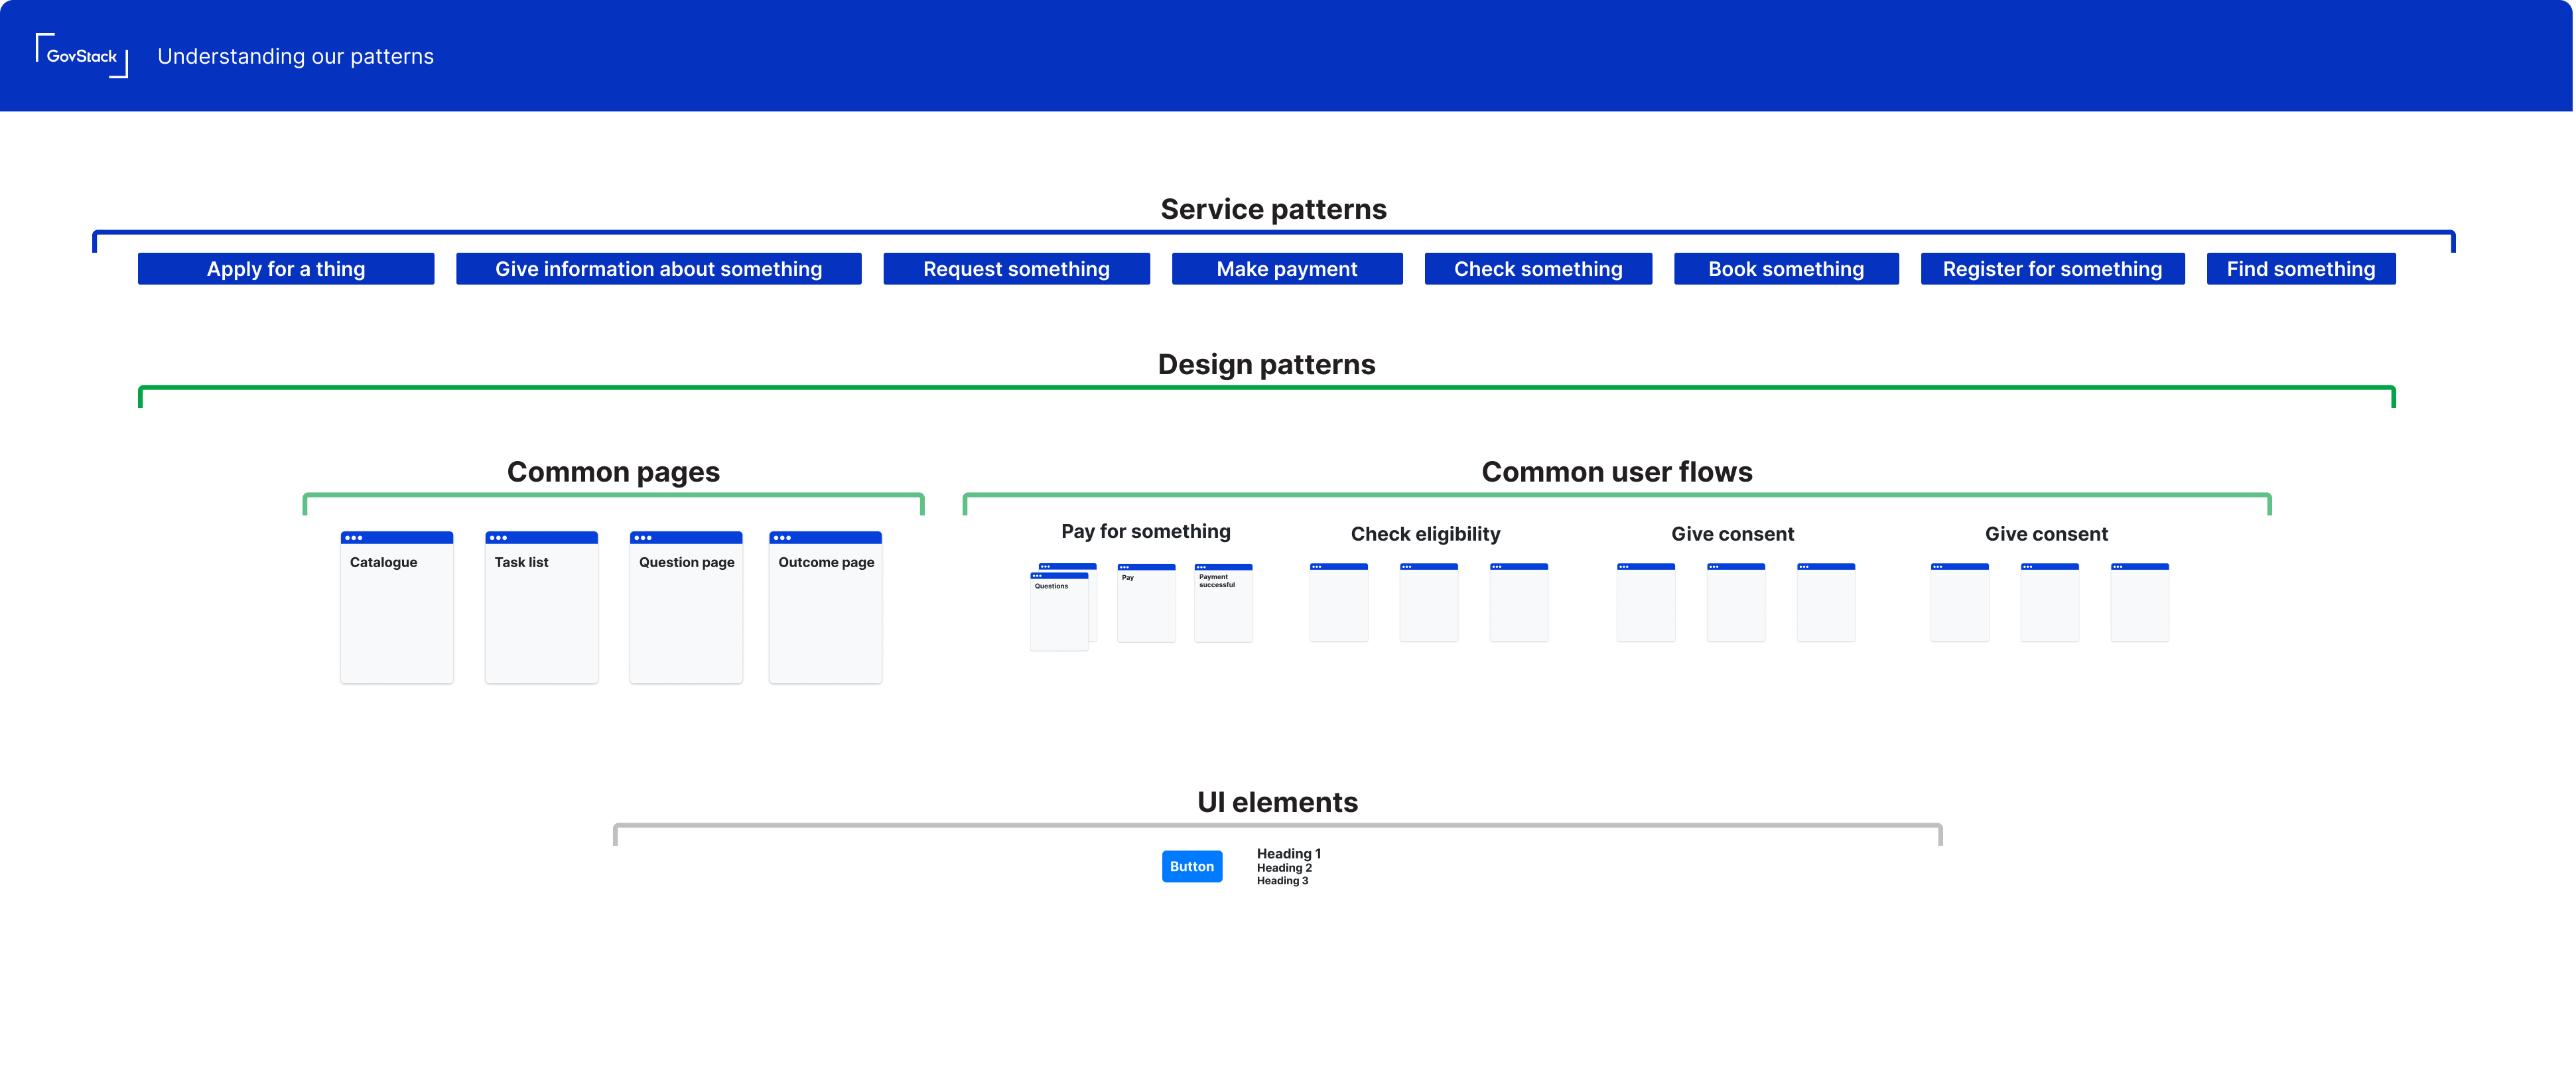 GovStack
Understanding our patterns
Service patterns
Apply for a thing
Give information about something
Request something
Make payment
Check something
Book something
Register for something
Find something
Design patterns
Common pages
Catalogue
Task list
Question page
Outcome page
Common user flows
Pay for something
Questions
Pay
Payment
successful
Check eligibility
Give consent
Give consent
UI elements
Button
Heading 1
Heading 2
Heading 3